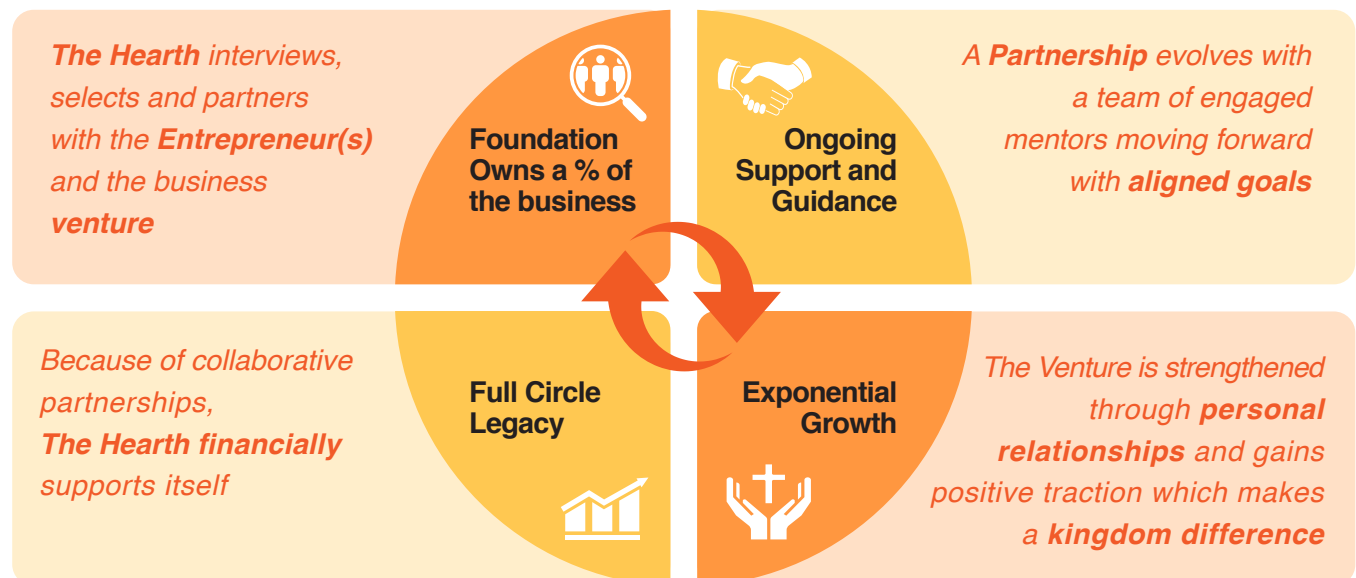 The Hearth interviews,
selects and partners
with the Entrepreneur(s)
and the business
venture
Foundation
Owns a % of
the business
Ongoing
Support and
Guidance
A Partnership evolves with
a team of engaged
mentors moving forward
with aligned goals
Because of collaborative
partnerships,
The Hearth financially
supports itself
Full Circle
Legacy
Exponential
Growth
The Venture is strengthened
through personal
relationships and gains
positive traction which makes
a kingdom difference